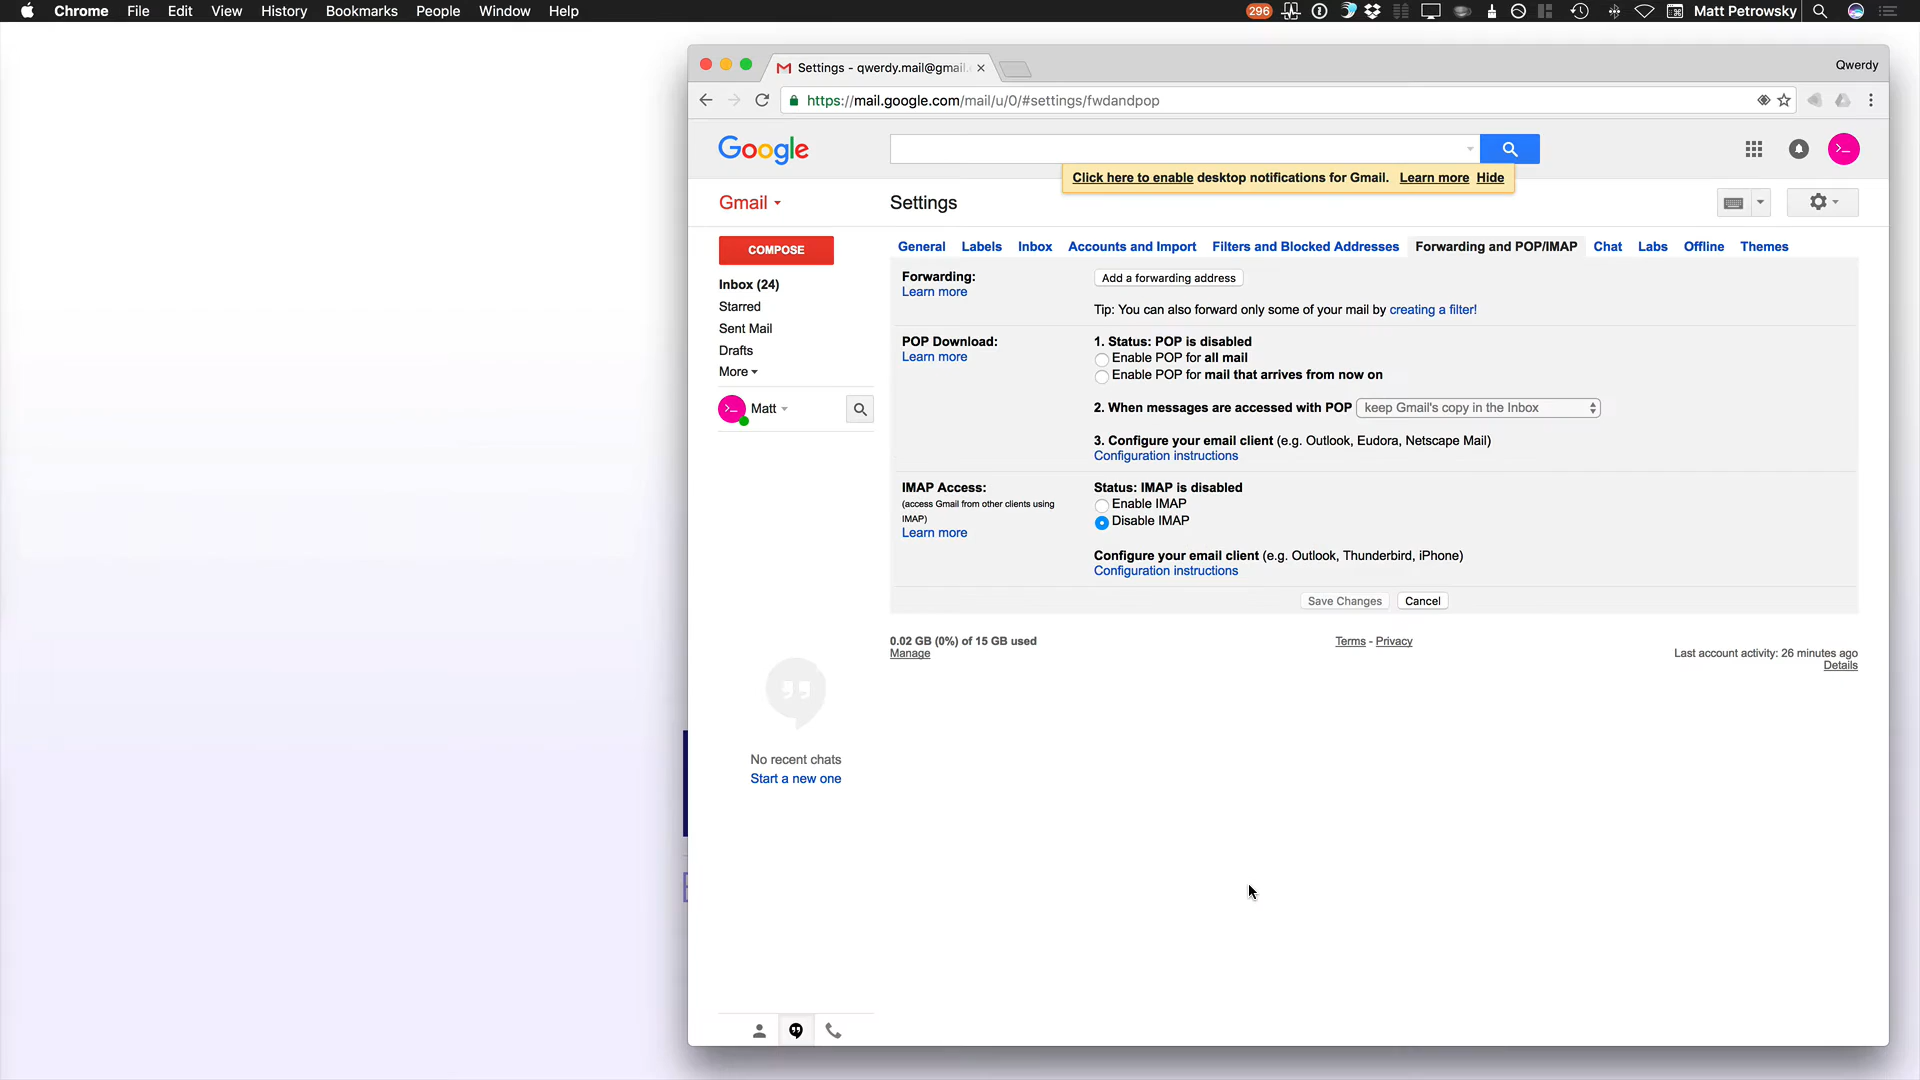 Chrome File Edit View History Bookmarks People Window Help
296 Matt Petrowsky
Settings - qwerdy.mail@gmail.
Qwerdy
https://mail.google.com/mail/u/0/#settings/fwdandpop
Google
Click here to enable desktop notifications for Gmail. Learn more Hide
Gmail
Settings
COMPOSE
Inbox (24)
Starred
Sent Mail
Drafts
More
Matt
No recent chats
Start a new one
General Labels Inbox Accounts and Import Filters and Blocked Addresses Forwarding and POP/IMAP Chat Labs Offline Themes
Forwarding:
Learn more
Add a forwarding address
Tip: You can also forward only some of your mail by creating a filter!
POP Download:
Learn more
1. Status: POP is disabled
Enable POP for all mail
Enable POP for mail that arrives from now on
2. When messages are accessed with POP keep Gmail's copy in the Inbox
3. Configure your email client (e.g. Outlook, Eudora, Netscape Mail)
Configuration instructions
IMAP Access:
(access Gmail from other clients using
IMAP)
Learn more
Status: IMAP is disabled
Enable IMAP
Disable IMAP
Configure your email client (e.g. Outlook, Thunderbird, iPhone)
Configuration instructions
Save Changes Cancel
0.02 GB (0%) of 15 GB used
Manage
Terms - Privacy
Last account activity: 26 minutes ago
Details